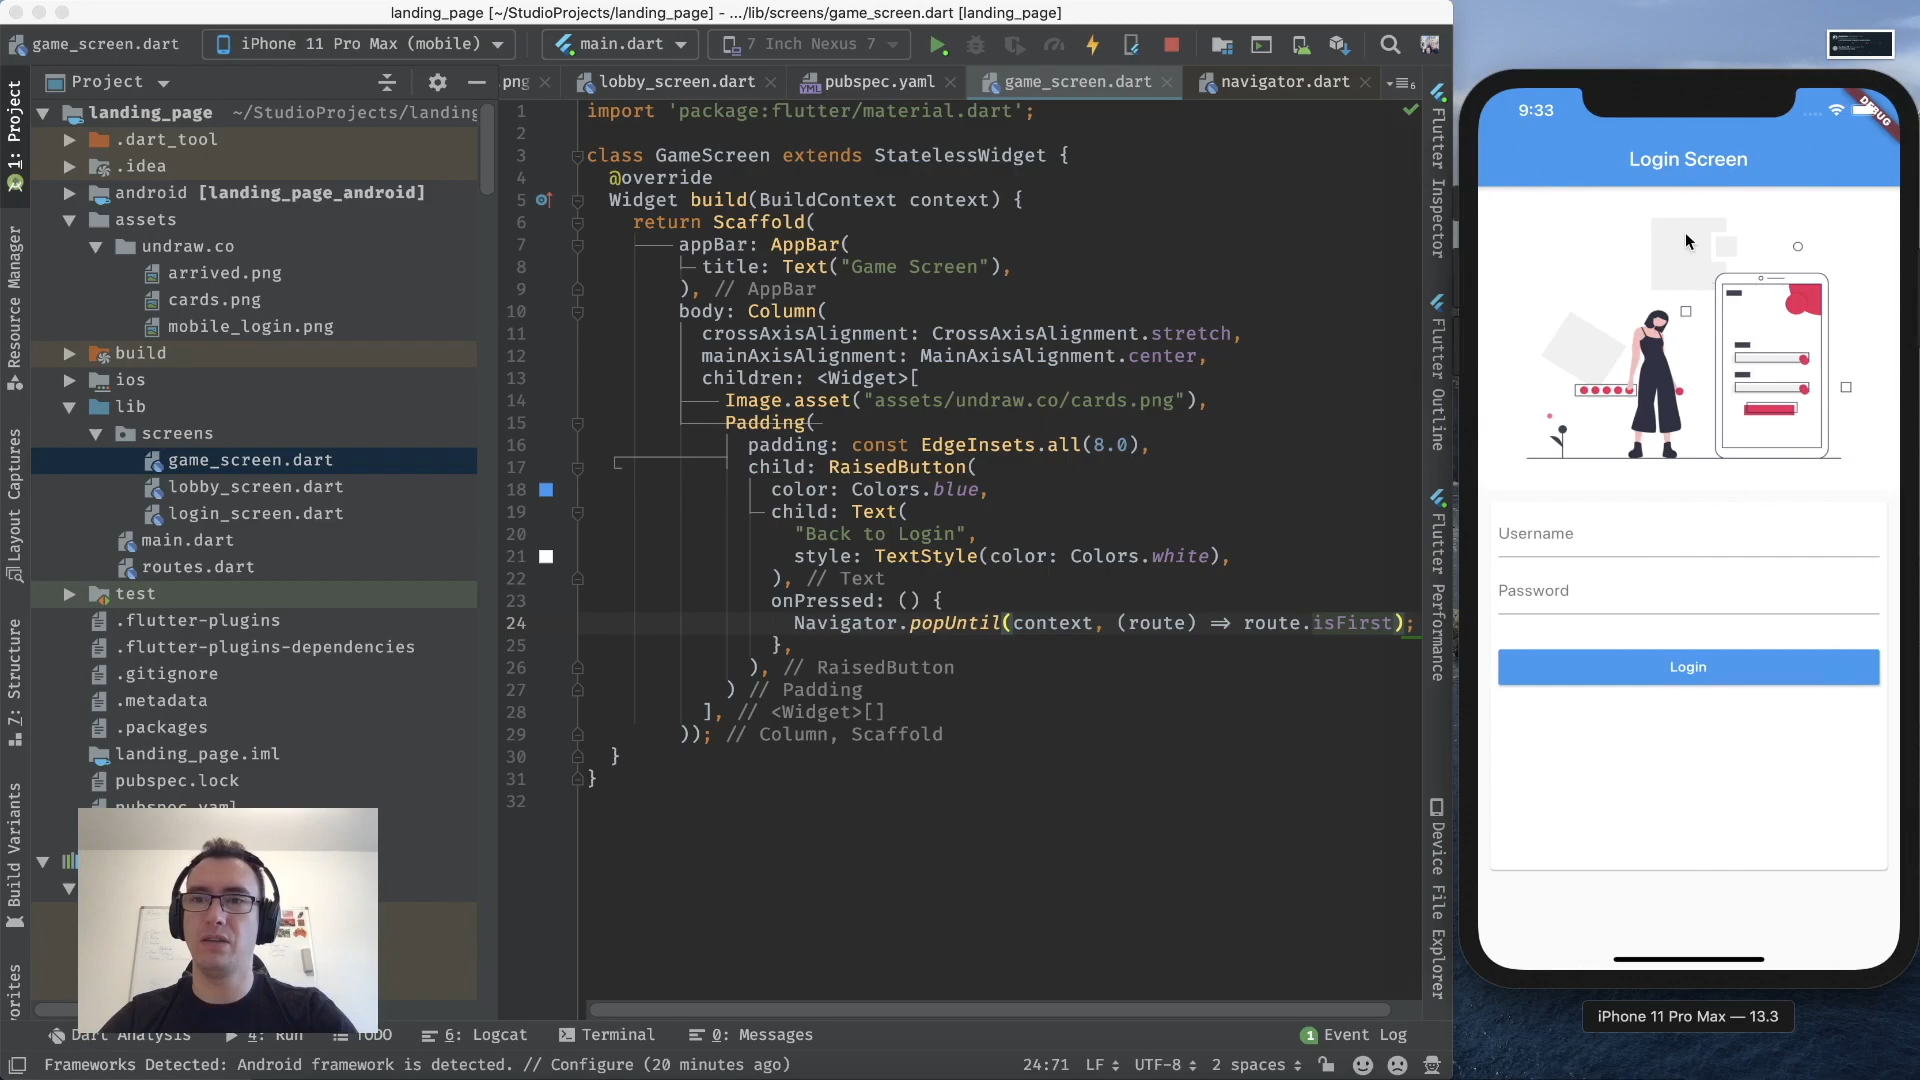 landing_page [~/StudioProjects/landing_page] - .../lib/screens/game_screen.dart [landing_page]
game_screen.dart
iPhone 11 Pro Max (mobile)
main.dart
7 Inch Nexus 7
Project
png
lobby_screen.dart
pubspec.yaml
game_screen.dart
navigator.dart
1: Project
Resource Manager
Layout Captures
7: Structure
Build Variants
orites
landing_page ~/StudioProjects/landing
.dart_tool
.idea
android [landing_page_android]
assets
undraw.co
arrived.png
cards.png
mobile_login.png
build
ios
lib
screens
game_screen.dart
lobby_screen.dart
login_screen.dart
main.dart
routes.dart
test
.flutter-plugins
.flutter-plugins-dependencies
.gitignore
.metadata
.packages
landing_page.iml
pubspec.lock
pubspec.yaml
1 import 'package:flutter/material.dart';
2
3 class GameScreen extends StatelessWidget {
4 @override
5 Widget build(BuildContext context) {
6 return Scaffold(
7 appBar: AppBar(
8 title: Text("Game Screen"),
9 ), // AppBar
10 body: Column(
11 crossAxisAlignment: CrossAxisAlignment.stretch,
12 mainAxisAlignment: MainAxisAlignment.center,
13 children: <Widget>[
14 Image.asset("assets/undraw.co/cards.png"),
15 Padding(
16 padding: const EdgeInsets.all(8.0),
17 child: RaisedButton(
18 color: Colors.blue,
19 child: Text(
20 "Back to Login",
21 style: TextStyle(color: Colors.white),
22 ), // Text
23 onPressed: () {
24 Navigator.popUntil(context, (route) => route.isFirst);
25 },
26 ), // RaisedButton
27 ) // Padding
28 ], // <Widget>[]
29 )); // Column, Scaffold
30 }
31 }
32
Flutter Inspector
Flutter Outline
Flutter Performance
Device File Explorer
Dart Analysis
4: Run
TODO
6: Logcat
Terminal
0: Messages
1 Event Log
Frameworks Detected: Android framework is detected. // Configure (20 minutes ago)
24:71 LF UTF-8 2 spaces
9:33
DEBUG
Login Screen
Username
Password
Login
iPhone 11 Pro Max — 13.3